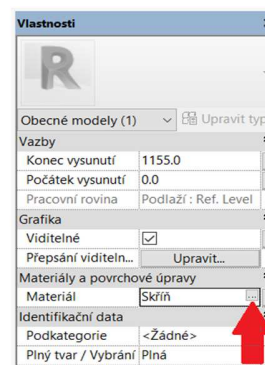 Vlastnosti
R
Obecné modely (1) Upravit typ
Vazby
Konec vysunutí 1155.0
Počátek vysunutí 0.0
Pracovní rovina Podlaží : Ref. Level
Grafika
Viditelné
Přepsání viditeln... Upravit...
Materiály a povrchové úpravy
Materiál Skříň ...
Identifikační data
Podkategorie <Žádné>
Plný tvar / Vybrání Plná